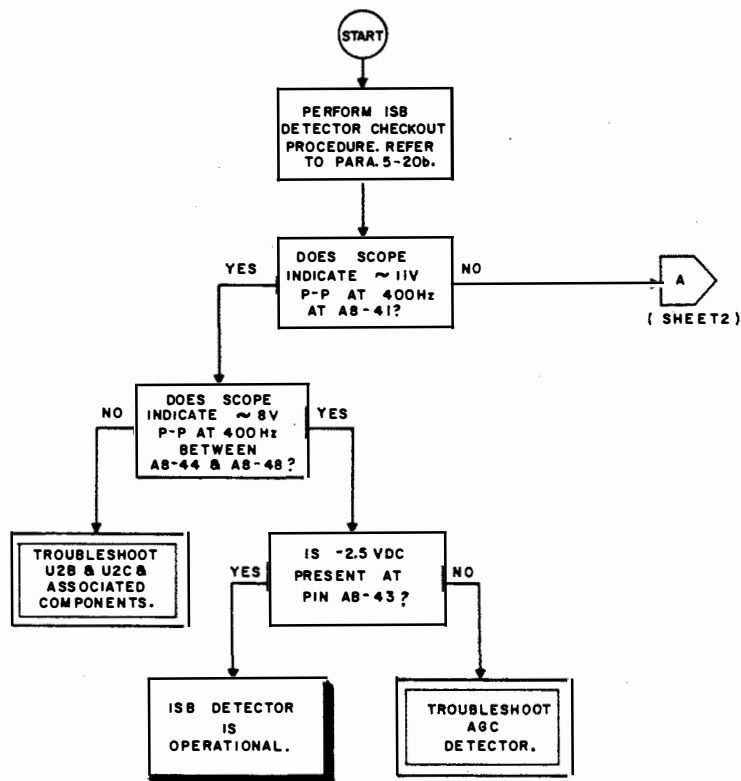 START
PERFORM ISB
DETECTOR CHECKOUT
PROCEDURE. REFER
TO PARA. 5-20b.
YES
DOES SCOPE
INDICATE ~ 11V
P-P AT 400Hz
AT A8-41?
NO
A
( SHEET2)
NO
DOES SCOPE
INDICATE ~ 8V
P-P AT 400Hz
BETWEEN
A8-44 & A8-48?
YES
TROUBLESHOOT
U2B & U2C &
ASSOCIATED
COMPONENTS.
YES
IS -2.5 VDC
PRESENT AT
PIN A8-43?
NO
ISB DETECTOR
IS
OPERATIONAL.
TROUBLESHOOT
AGC
DETECTOR.